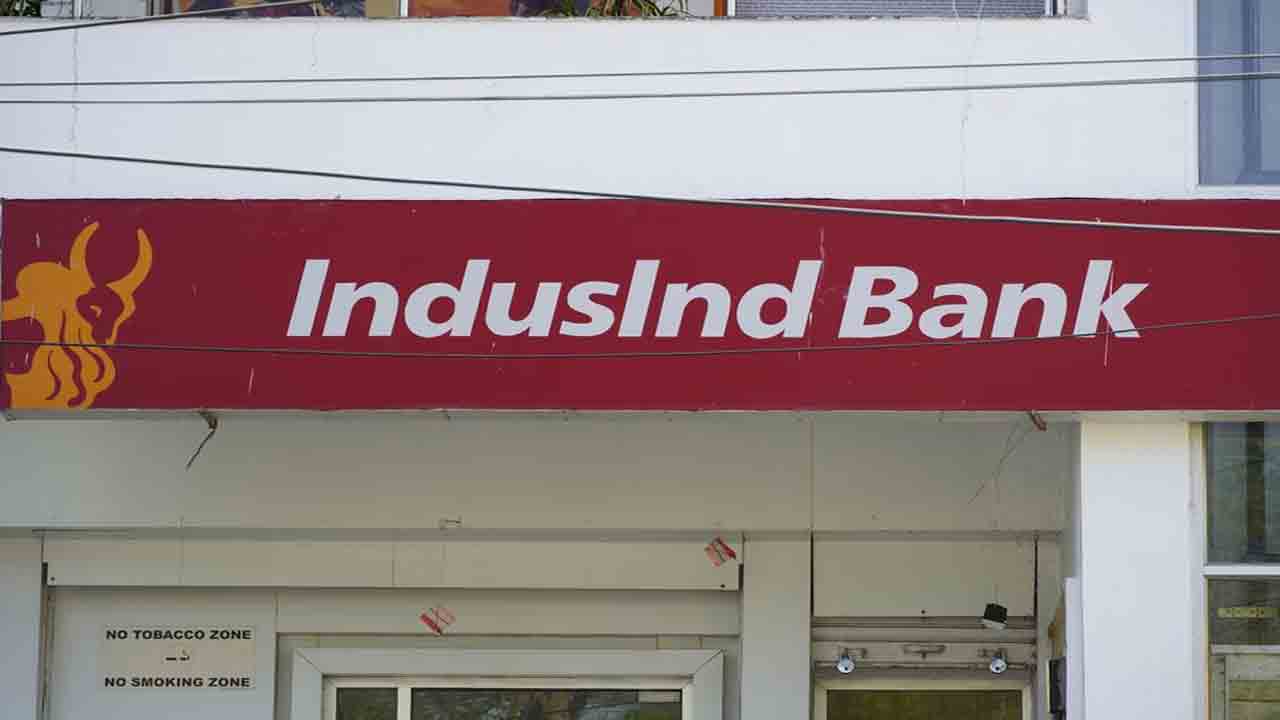 IndusInd Bank
NO TOBACCO ZONE
NO SMOKING ZONE